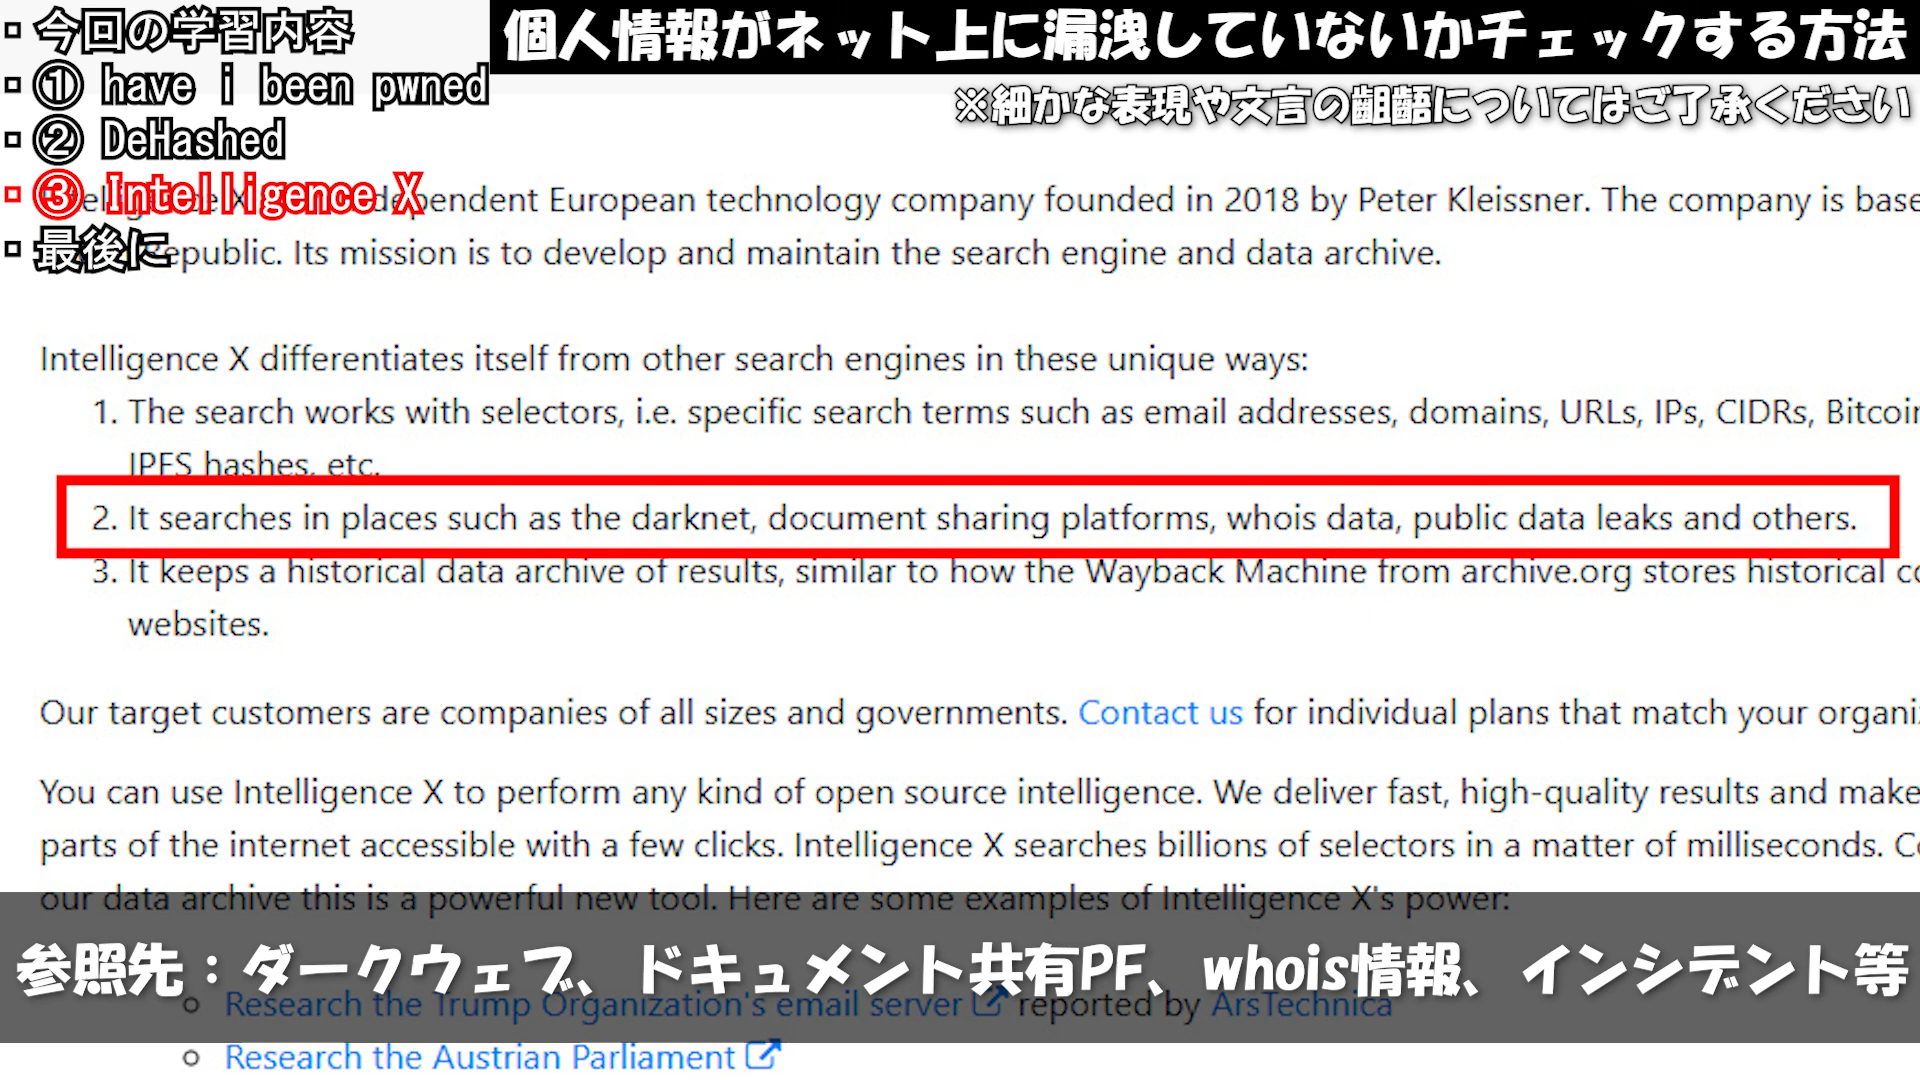 ・今回の学習内容
・① have i been pwned
・② DeHashed
・③ Intelligence X
・最後に
個人情報がネット上に漏洩していないかチェックする方法
※細かな表現や文言の齟齬についてはご了承ください
dependent European technology company founded in 2018 by Peter Kleissner. The company is base
epublic. Its mission is to develop and maintain the search engine and data archive.
Intelligence X differentiates itself from other search engines in these unique ways:
1. The search works with selectors, i.e. specific search terms such as email addresses, domains, URLs, IPs, CIDRs, Bitcoin
IPFS hashes, etc.
2. It searches in places such as the darknet, document sharing platforms, whois data, public data leaks and others.
3. It keeps a historical data archive of results, similar to how the Wayback Machine from archive.org stores historical co
websites.
Our target customers are companies of all sizes and governments. Contact us for individual plans that match your organi
You can use Intelligence X to perform any kind of open source intelligence. We deliver fast, high-quality results and make
parts of the internet accessible with a few clicks. Intelligence X searches billions of selectors in a matter of milliseconds. Co
our data archive this is a powerful new tool. Here are some examples of Intelligence X's power:
参照先：ダークウェブ、ドキュメント共有PF、whois情報、インシデント等
Research the Trump Organization's email server reported by ArsTechnica
Research the Austrian Parliament